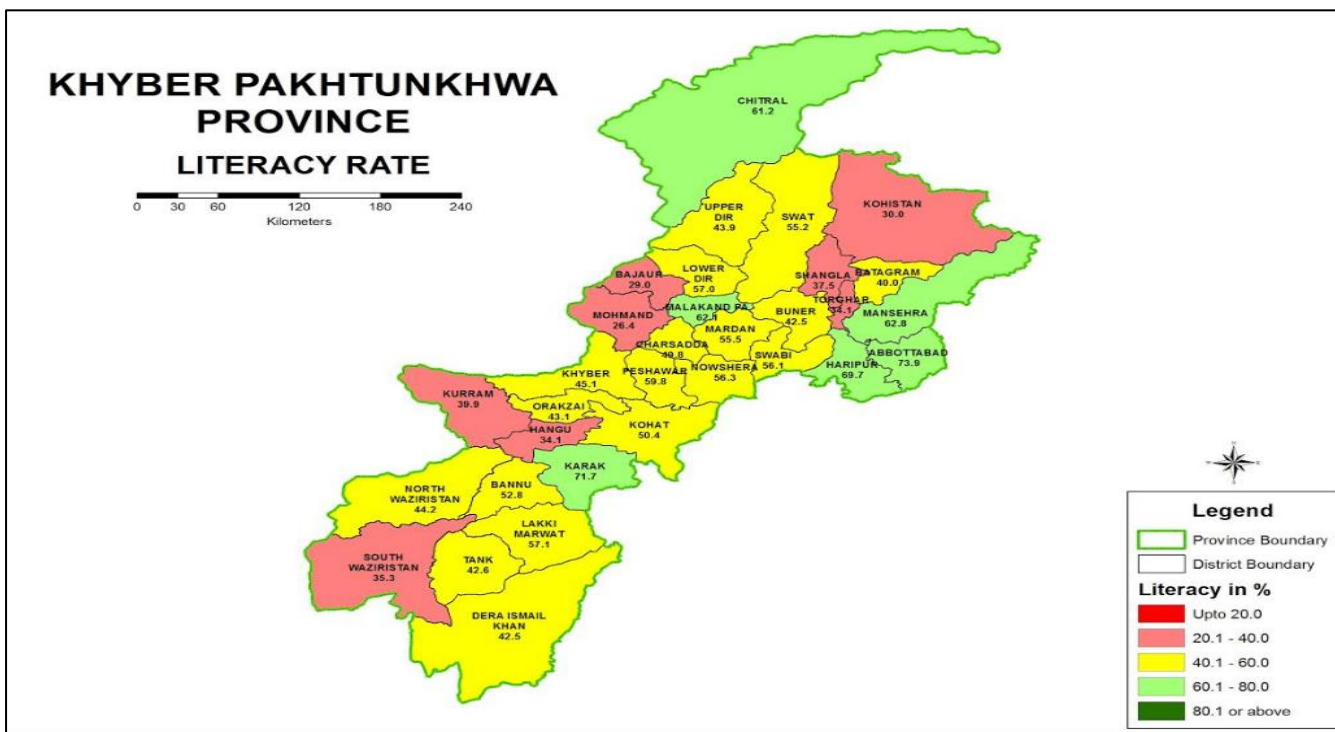 KHYBER PAKHTUNKHWA
PROVINCE
LITERACY RATE
0 30 60 120 180 240
Kilometers
CHITRAL
61.2
UPPER
DIR
43.9
SWAT
55.2
KOHISTAN
30.0
BAJAUR
29.0
LOWER
DIR
57.0
SHANGLA
37.5
BATAGRAM
40.0
MOHMAND
26.4
MALAKAND PA
62.1
BUNER
42.5
TORGHAR
34.1
MANSEHRA
62.8
CHARSADDA
49.8
MARDAN
55.5
SWABI
56.1
HARIPUR
69.7
ABBOTTABAD
73.9
KHYBER
45.1
PESHAWAR
59.8
NOWSHERA
56.3
KURRAM
39.9
ORAKZAI
43.1
HANGU
34.1
KOHAT
50.4
KARAK
71.7
NORTH
WAZIRISTAN
44.2
BANNU
52.8
LAKKI
MARWAT
57.1
SOUTH
WAZIRISTAN
35.3
TANK
42.6
DERA ISMAIL
KHAN
42.5
Legend
Province Boundary
District Boundary
Literacy in %
Upto 20.0
20.1 - 40.0
40.1 - 60.0
60.1 - 80.0
80.1 or above